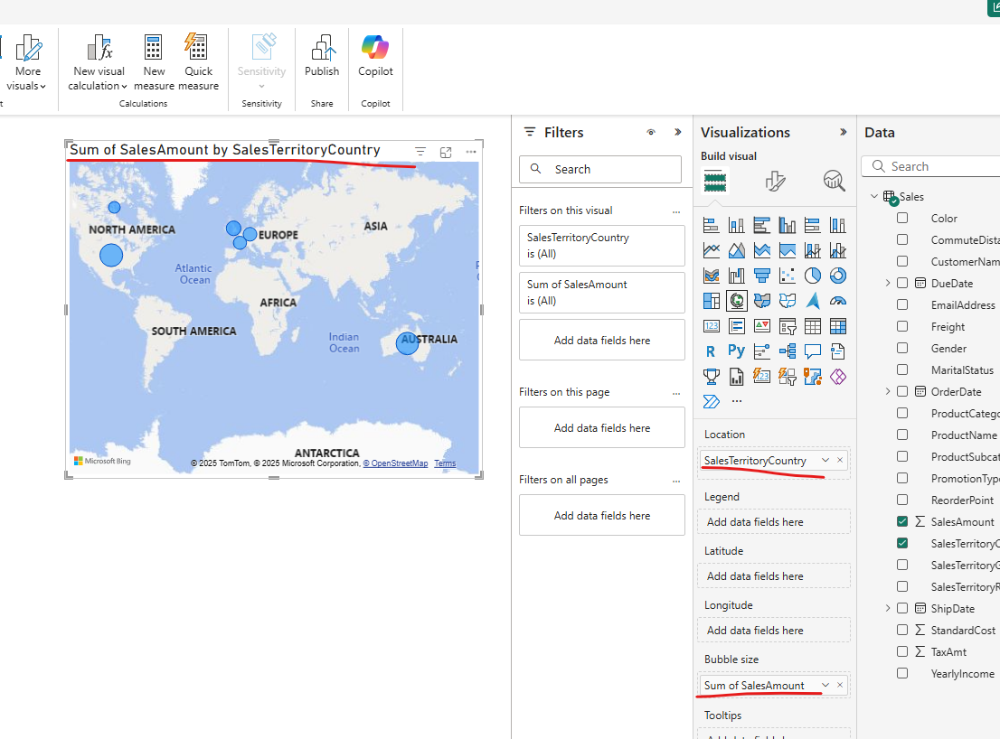 More
visuals
New visual
calculation
New
measure
Quick
measure
Calculations
Sensitivity
Sensitivity
Publish
Share
Copilot
Copilot
Sum of SalesAmount by SalesTerritoryCountry
NORTH AMERICA
EUROPE
ASIA
Atlantic
Ocean
AFRICA
SOUTH AMERICA
Indian
Ocean
AUSTRALIA
ANTARCTICA
Microsoft Bing
© 2025 TomTom, © 2025 Microsoft Corporation, © OpenStreetMap Terms
Filters
Search
Filters on this visual
SalesTerritoryCountry
is (All)
Sum of SalesAmount
is (All)
Add data fields here
Filters on this page
Add data fields here
Filters on all pages
Add data fields here
Visualizations
Build visual
123
R
Py
123
Location
SalesTerritoryCountry
Legend
Add data fields here
Latitude
Add data fields here
Longitude
Add data fields here
Bubble size
Sum of SalesAmount
Tooltips
Data
Search
Sales
Color
CommuteDista
CustomerNam
DueDate
EmailAddress
Freight
Gender
MaritalStatus
OrderDate
ProductCatego
ProductName
ProductSubcat
PromotionType
ReorderPoint
SalesAmount
SalesTerritoryC
SalesTerritoryG
SalesTerritoryR
ShipDate
StandardCost
TaxAmt
YearlyIncome